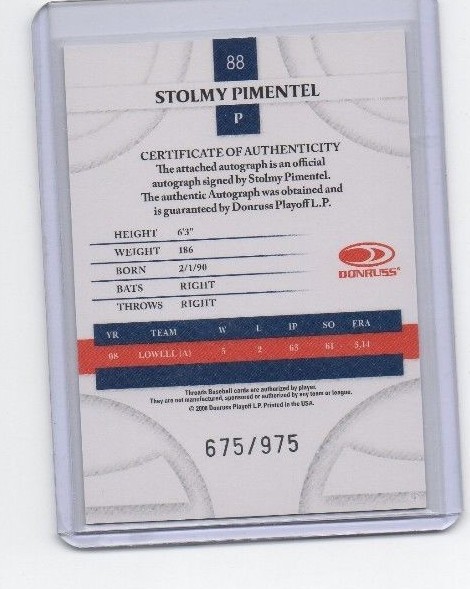 88
STOLMY PIMENTEL
P
CERTIFICATE OF AUTHENTICITY
The attached autograph is an official
autograph signed by Stolmy Pimentel.
The authentic Autograph was obtained and
is guaranteed by Donruss Playoff L.P.
HEIGHT 6'3"
WEIGHT 186
BORN 2/1/90
BATS RIGHT
THROWS RIGHT
DONRUSS
YR TEAM W L IP SO ERA
08 LOWELL (A) 5 2 63 61 3.14
Threads Baseball cards are authorized by player.
They are not manufactured, sponsored or authorized by any team or league.
© 2008 Donruss Playoff L.P. Printed in the USA.
675/975